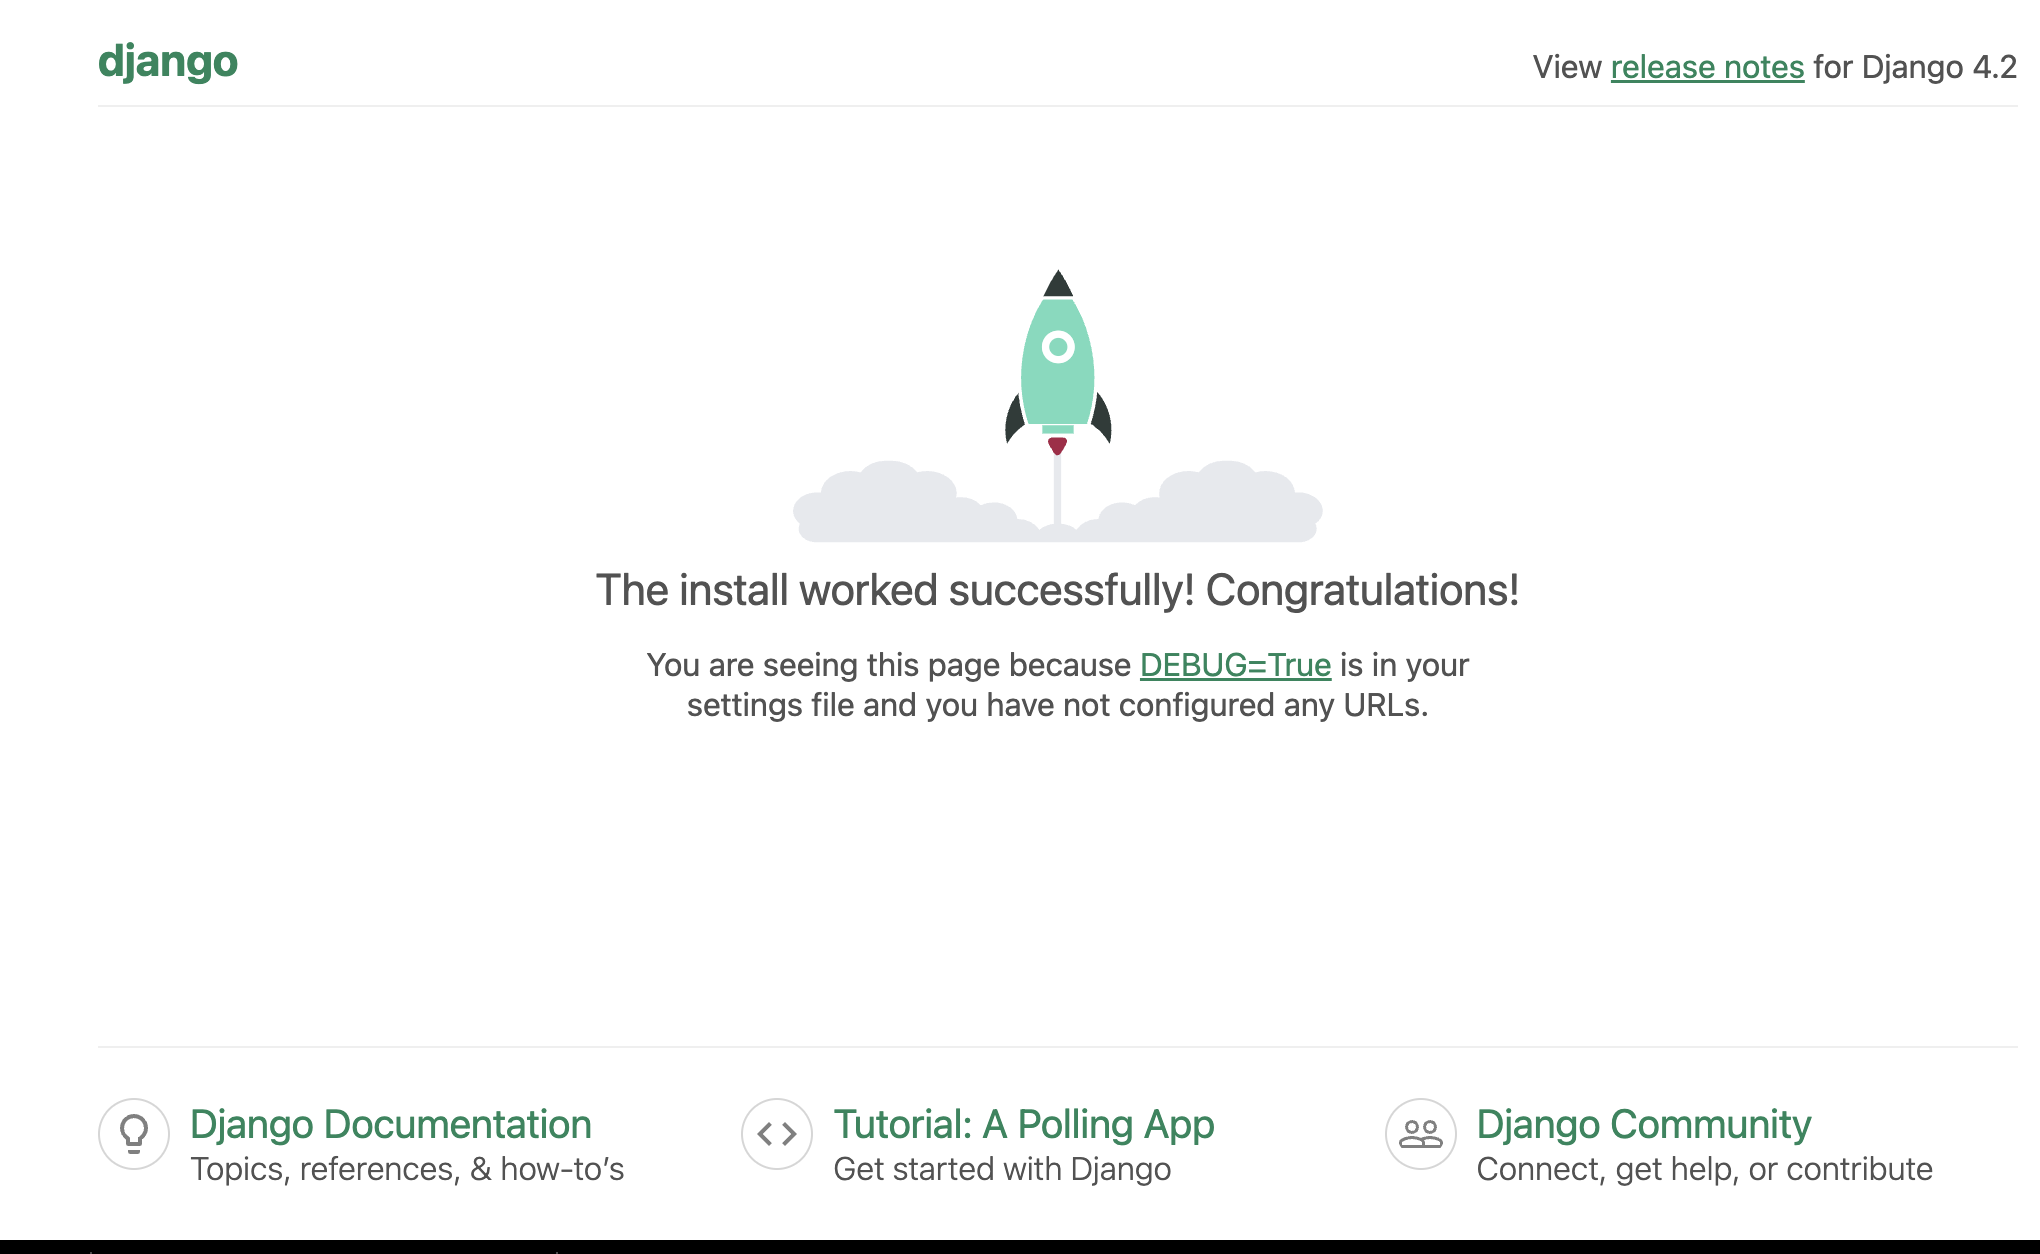 django
View release notes for Django 4.2
The install worked successfully! Congratulations!
You are seeing this page because DEBUG=True is in your
settings file and you have not configured any URLs.
Django Documentation
Topics, references, & how-to’s
Tutorial: A Polling App
Get started with Django
Django Community
Connect, get help, or contribute